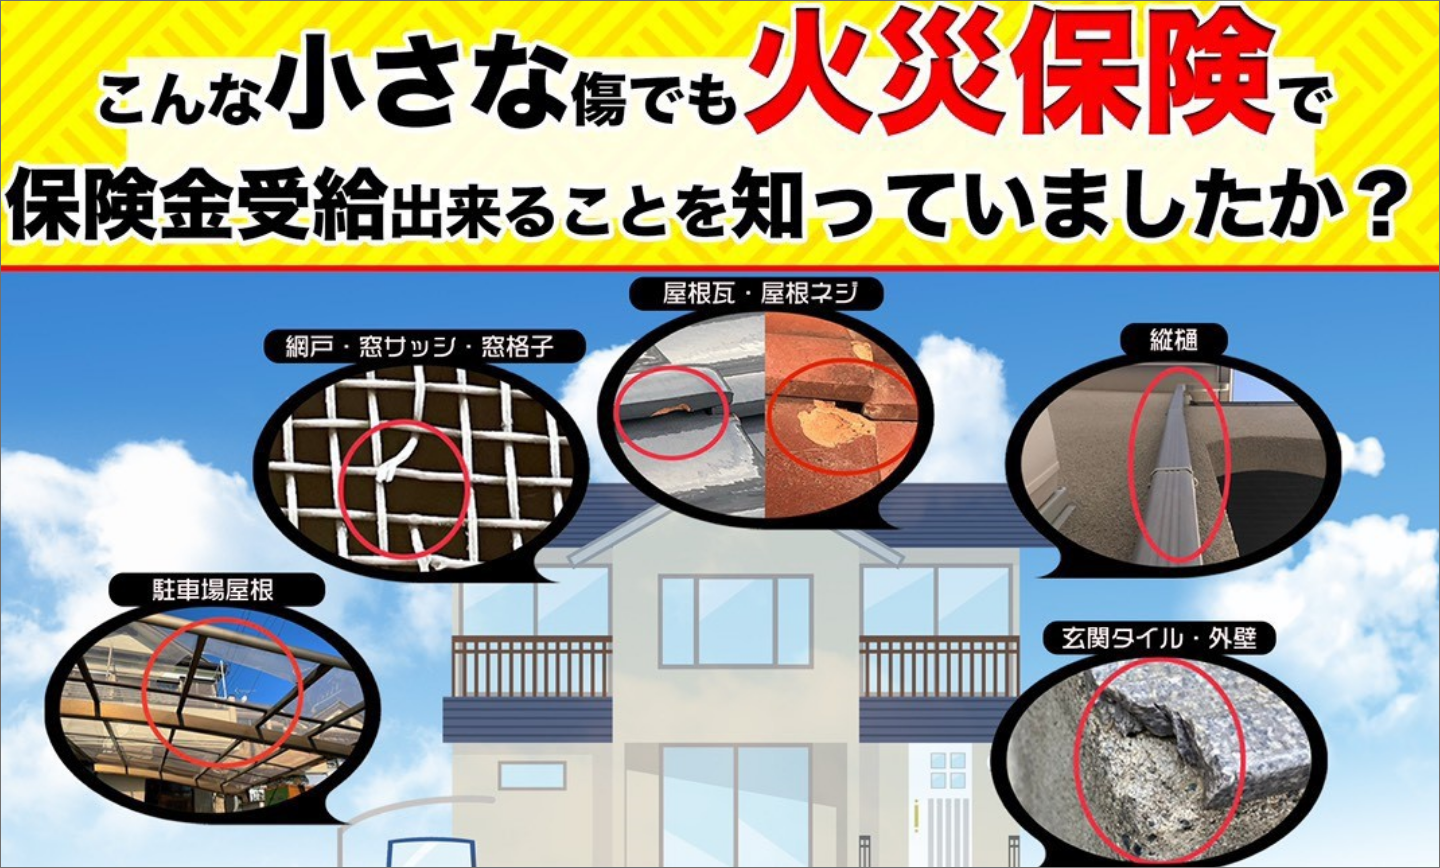 こんな小さな傷でも火災保険で
保険金受給出来ることを知っていましたか？
屋根瓦・屋根ネジ
網戸・窓サッシ・窓格子
縦樋
駐車場屋根
玄関タイル・外壁